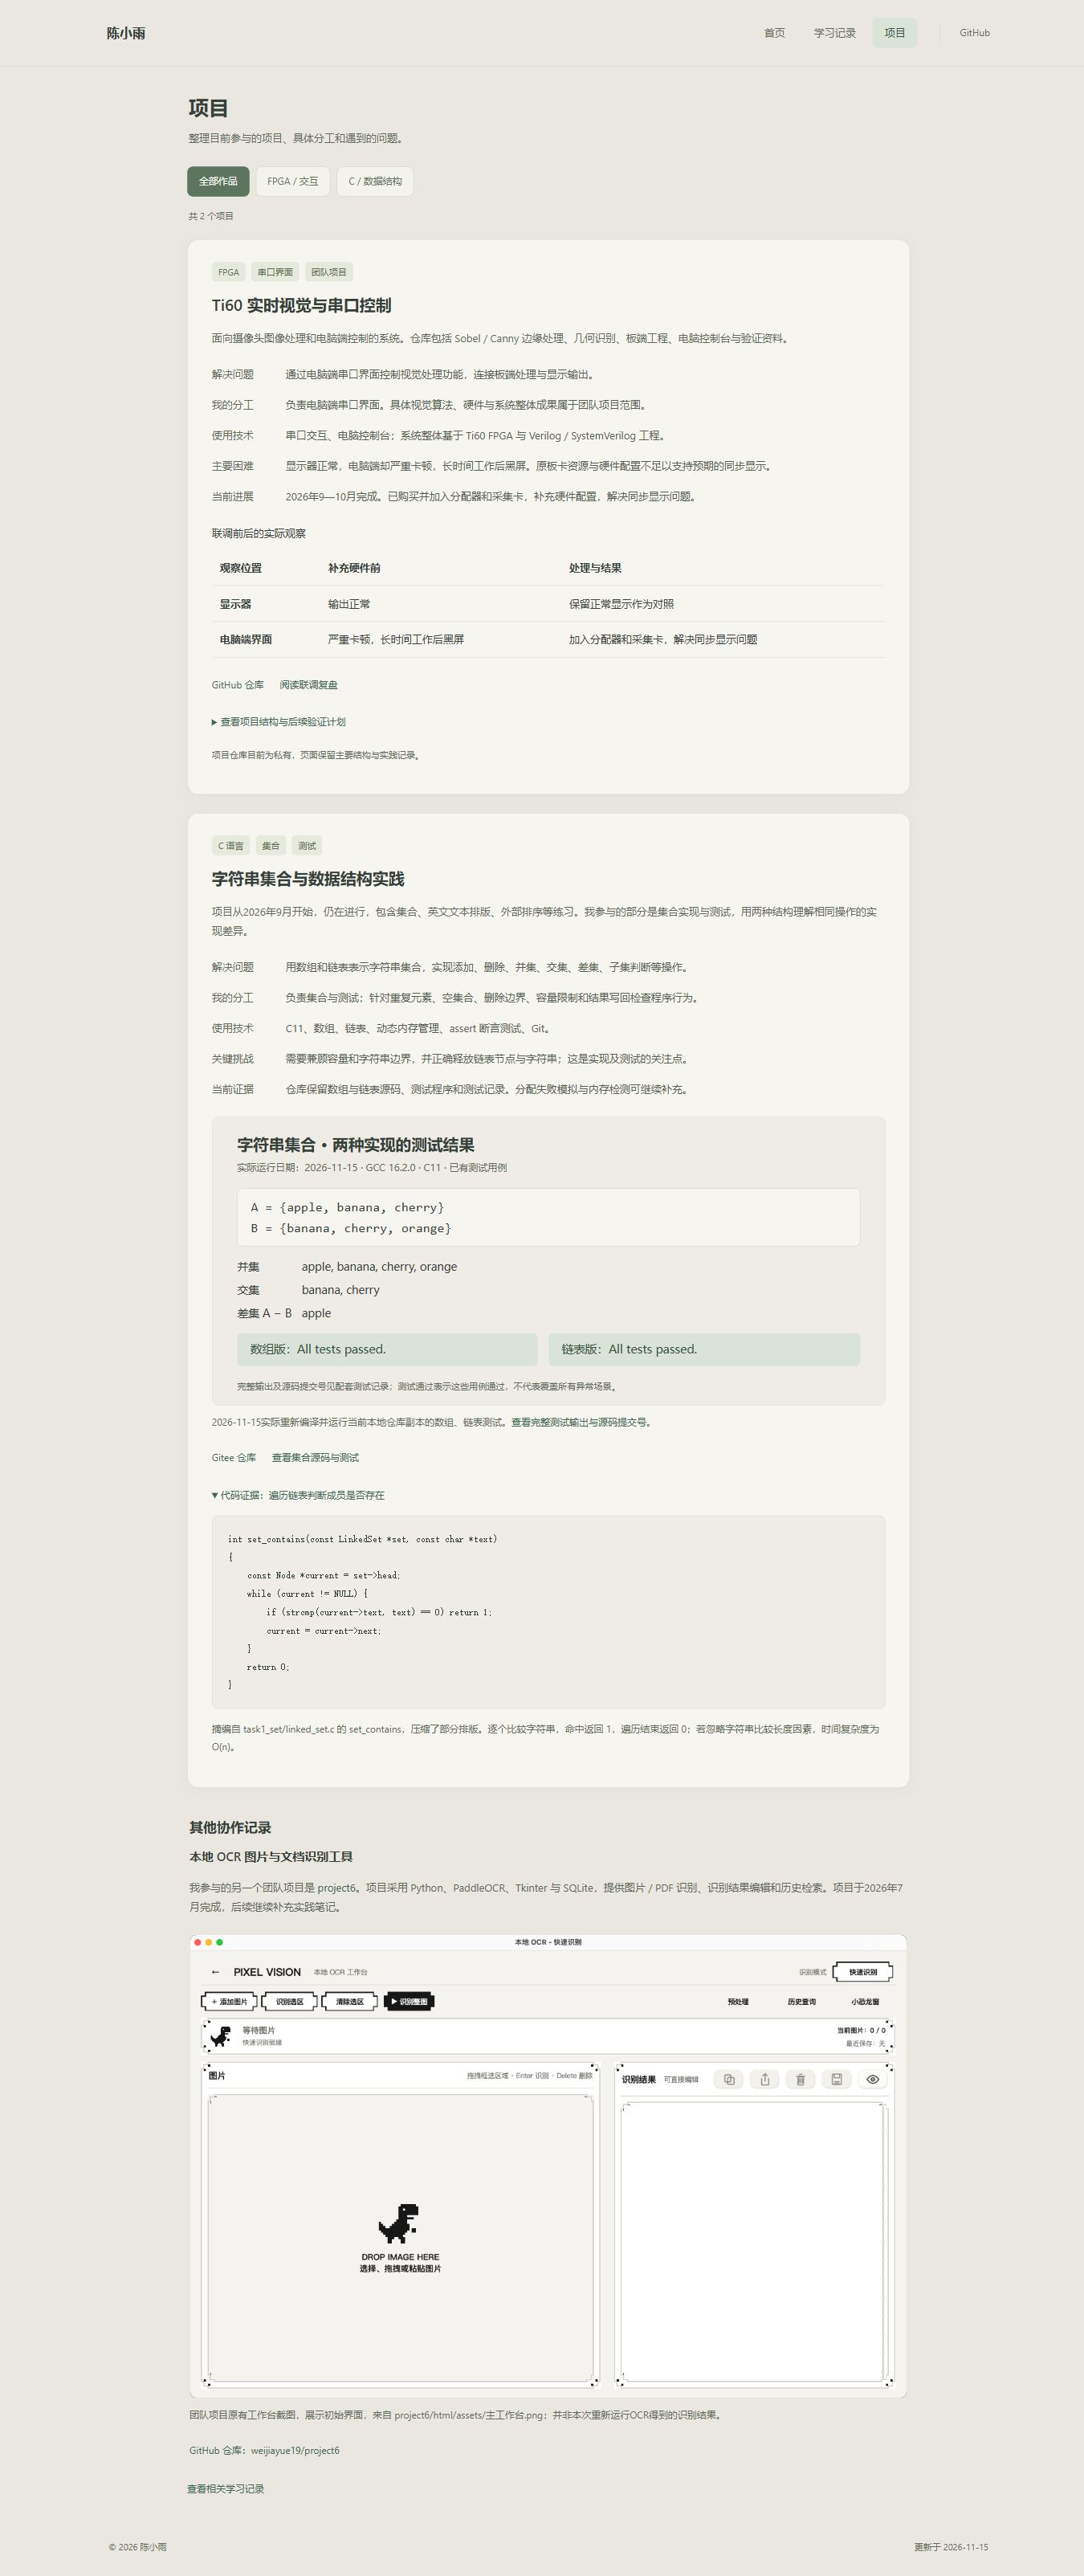 陈小雨
首页 学习记录 项目 GitHub
项目
整理目前参与的项目、具体分工和遇到的问题。
全部作品 FPGA / 交互 C / 数据结构
共 2 个项目
FPGA 串口界面 团队项目
Ti60 实时视觉与串口控制
面向摄像头图像处理和电脑端控制的系统。仓库包括 Sobel / Canny 边缘处理、几何识别、板端工程、电脑控制台与验证资料。
解决问题 通过电脑端串口界面控制视觉处理功能，连接板端处理与显示输出。
我的分工 负责电脑端串口界面。具体视觉算法、硬件与系统整体成果属于团队项目范围。
使用技术 串口交互、电脑控制台；系统整体基于 Ti60 FPGA 与 Verilog / SystemVerilog 工程。
主要困难 显示器正常，电脑端却严重卡顿，长时间工作后黑屏。原板卡资源与硬件配置不足以支持预期的同步显示。
当前进展 2026年9—10月完成。已购买并加入分配器和采集卡，补充硬件配置，解决同步显示问题。
联调前后的实际观察
观察位置 补充硬件前 处理与结果
显示器 输出正常 保留正常显示作为对照
电脑端界面 严重卡顿，长时间工作后黑屏 加入分配器和采集卡，解决同步显示问题
GitHub 仓库 阅读联调复盘
▶ 查看项目结构与后续验证计划
项目仓库目前为私有，页面保留主要结构与实践记录。
C 语言 集合 测试
字符串集合与数据结构实践
项目从2026年9月开始，仍在进行，包含集合、英文文本排版、外部排序等练习。我参与的部分是集合实现与测试，用两种结构理解相同操作的实
现差异。
解决问题 用数组和链表表示字符串集合，实现添加、删除、并集、交集、差集、子集判断等操作。
我的分工 负责集合与测试；针对重复元素、空集合、删除边界、容量限制和结果写回检查程序行为。
使用技术 C11、数组、链表、动态内存管理、assert 断言测试、Git。
关键挑战 需要兼顾容量和字符串边界，并正确释放链表节点与字符串；这是实现及测试的关注点。
当前证据 仓库保留数组与链表源码、测试程序和测试记录。分配失败模拟与内存检测可继续补充。
字符串集合 · 两种实现的测试结果
实际运行日期：2026-11-15 · GCC 16.2.0 · C11 · 已有测试用例
A = {apple, banana, cherry}
B = {banana, cherry, orange}
并集 apple, banana, cherry, orange
交集 banana, cherry
差集 A − B apple
数组版：All tests passed. 链表版：All tests passed.
完整输出及源码提交号见配套测试记录；测试通过表示这些用例通过，不代表覆盖所有异常场景。
2026-11-15实际重新编译并运行当前本地仓库副本的数组、链表测试。查看完整测试输出与源码提交号。
Gitee 仓库 查看集合源码与测试
▼ 代码证据：遍历链表判断成员是否存在
int set_contains(const LinkedSet *set, const char *text)
{
const Node *current = set->head;
while (current != NULL) {
if (strcmp(current->text, text) == 0) return 1;
current = current->next;
}
return 0;
}
摘编自 task1_set/linked_set.c 的 set_contains，压缩了部分排版。逐个比较字符串，命中返回 1，遍历结束返回 0；若忽略字符串比较长度因素，时间复杂度为
O(n)。
其他协作记录
本地 OCR 图片与文档识别工具
我参与的另一个团队项目是 project6。项目采用 Python、PaddleOCR、Tkinter 与 SQLite，提供图片 / PDF 识别、识别结果编辑和历史检索。项目于2026年7
月完成，后续继续补充实践笔记。
本地 OCR - 快速识别
← PIXEL VISION 本地 OCR 工作台 识别模式 快速识别
+ 添加图片 识别选区 清除选区 ▶ 识别整图 预处理 历史查询 小恐龙窗
等待图片 当前图片：0 / 0
快速识别就绪 最近保存：无
图片 拖拽框选区域 · Enter 识别 · Delete 删除 识别结果 可直接编辑
DROP IMAGE HERE
选择、拖拽或粘贴图片
团队项目原有工作台截图，展示初始界面，来自 project6/html/assets/主工作台.png；并非本次重新运行OCR得到的识别结果。
GitHub 仓库：weijiayue19/project6
查看相关学习记录
© 2026 陈小雨 更新于 2026-11-15